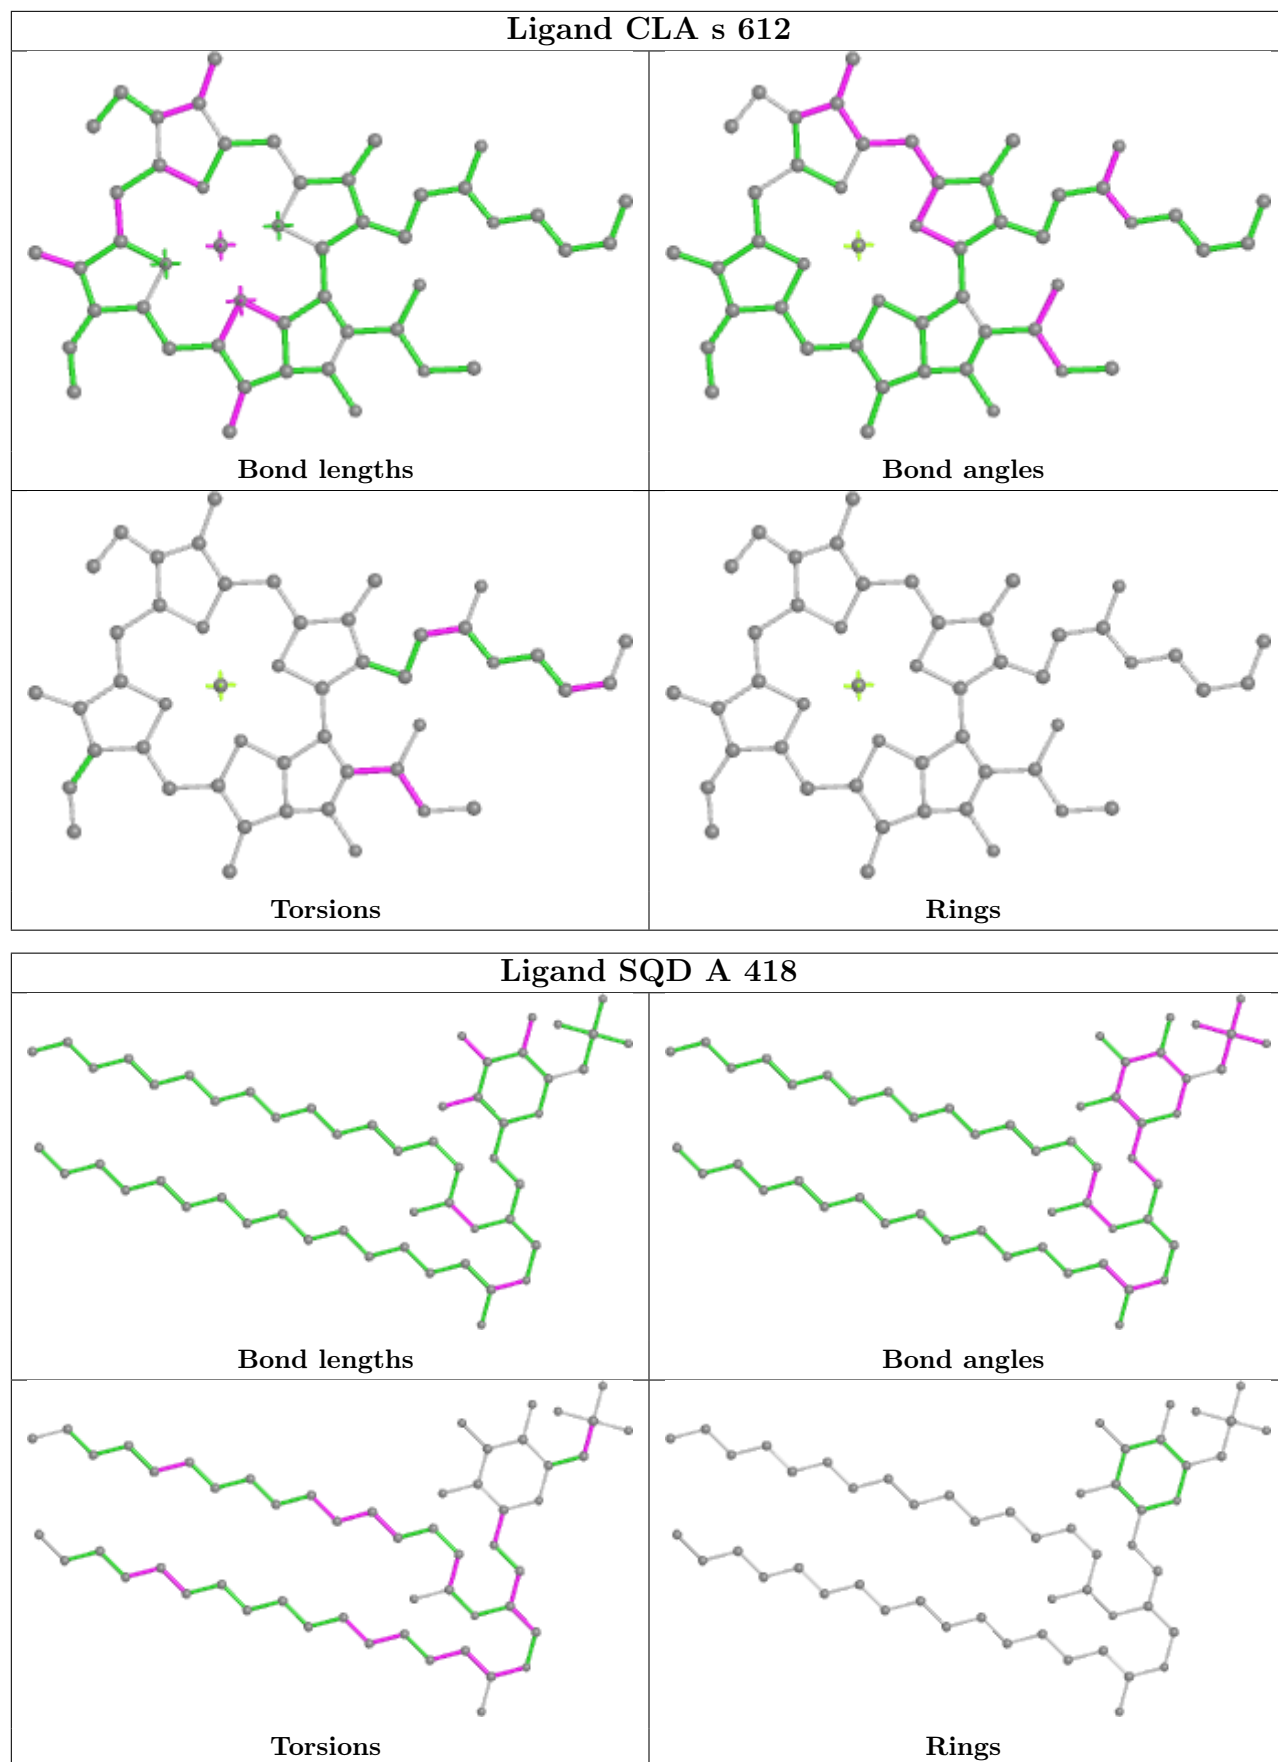 Ligand CLA s 612
Bond lengths
Bond angles
Torsions
Rings
Ligand SQD A 418
Bond lengths
Bond angles
Torsions
Rings